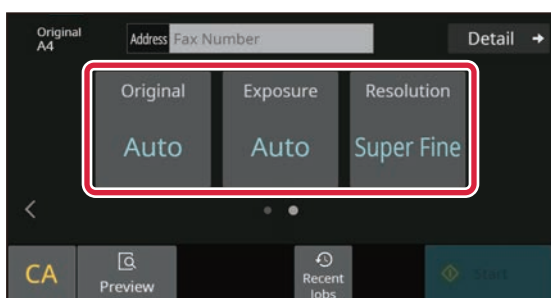 Original
A4
Address Fax Number
Detail
Original Exposure Resolution
Auto Auto Super Fine
CA
Preview
Recent
Jobs
Start